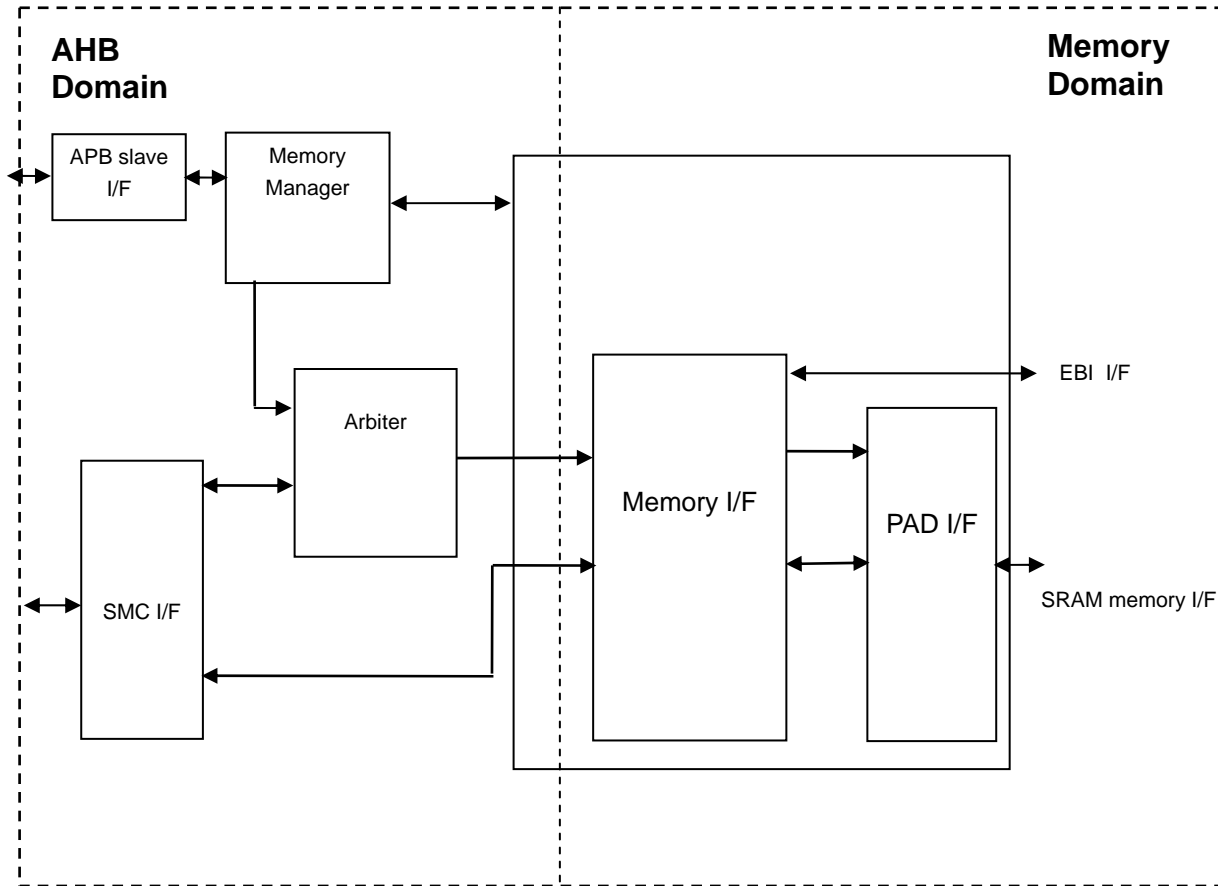 AHB
Domain
Memory
Domain
APB slave
I/F
Memory
Manager
EBI I/F
Arbiter
Memory I/F
PAD I/F
SMC I/F
SRAM memory I/F